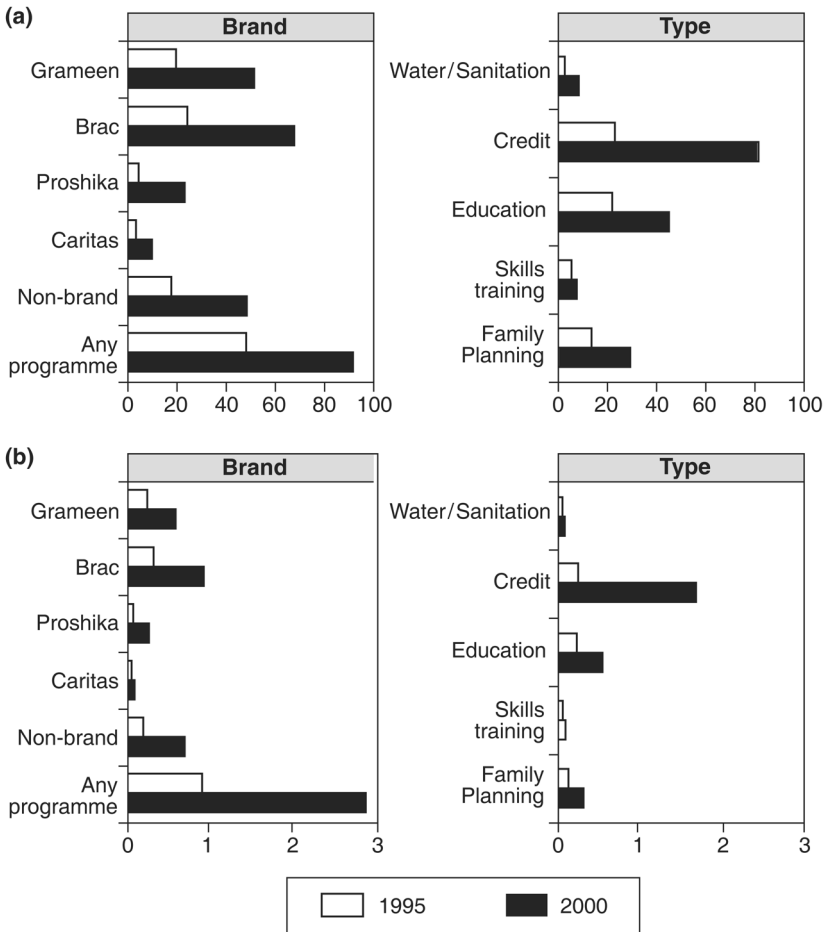 (a)
Brand
Grameen
Brac
Proshika
Caritas
Non-brand
Any
programme
0 20 40 60 80 100
Type
Water/Sanitation
Credit
Education
Skills
training
Family
Planning
0 20 40 60 80 100
(b)
Brand
Grameen
Brac
Proshika
Caritas
Non-brand
Any
programme
0 1 2 3
Type
Water/Sanitation
Credit
Education
Skills
training
Family
Planning
0 1 2 3
1995 2000